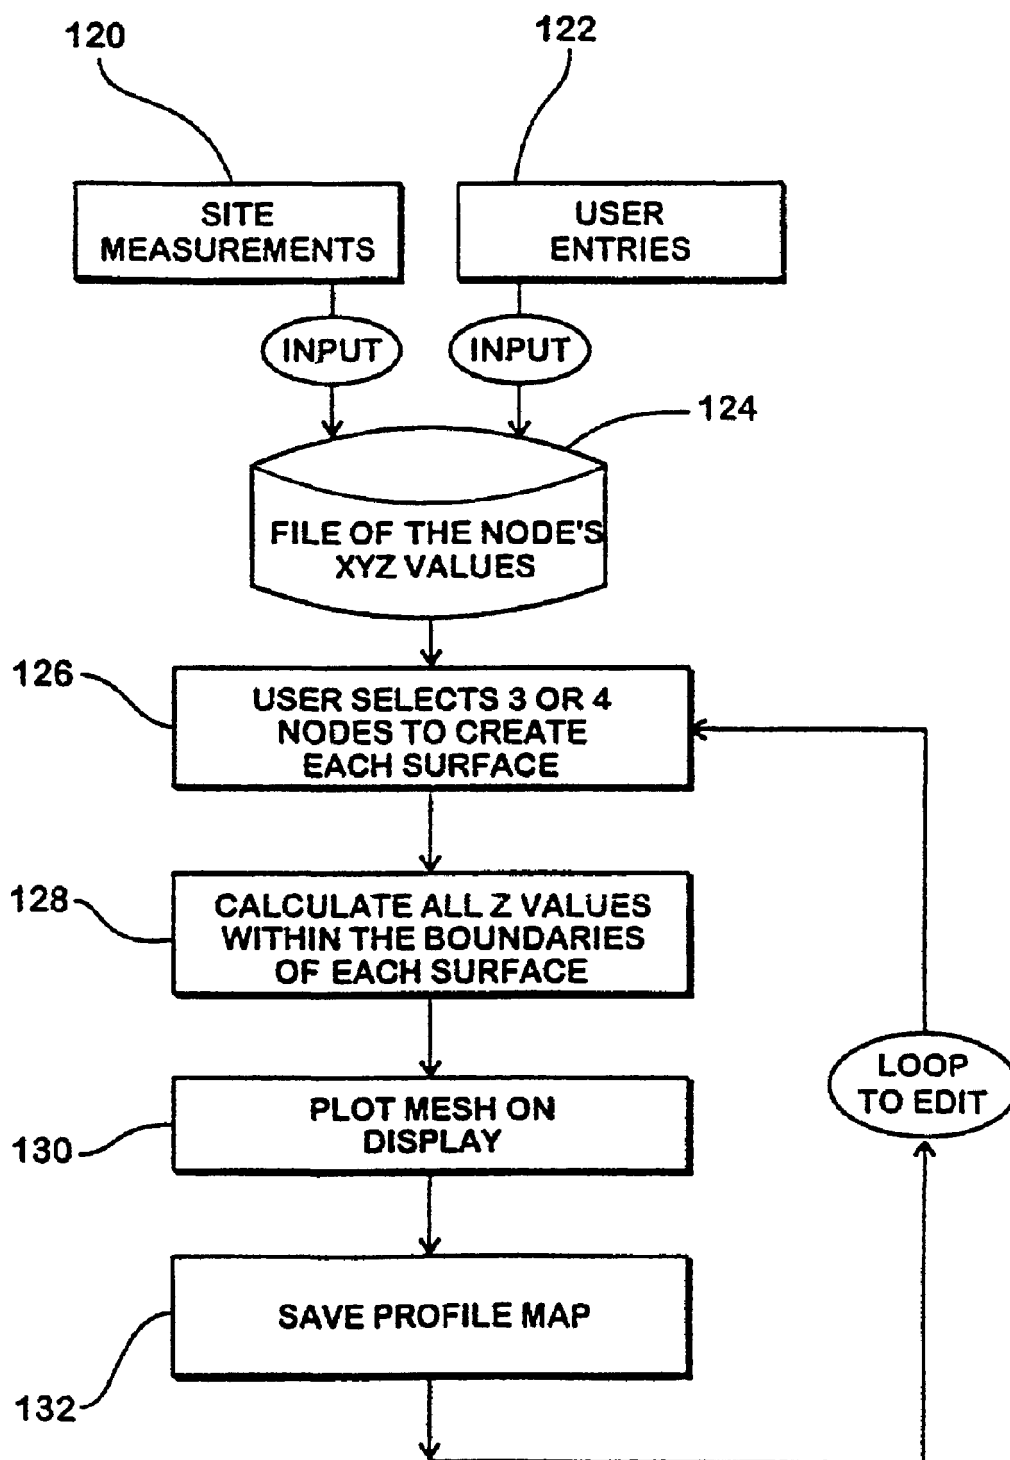 120
122
SITE
MEASUREMENTS
USER
ENTRIES
INPUT
INPUT
124
FILE OF THE NODE'S
XYZ VALUES
126
USER SELECTS 3 OR 4
NODES TO CREATE
EACH SURFACE
128
CALCULATE ALL Z VALUES
WITHIN THE BOUNDARIES
OF EACH SURFACE
LOOP
TO EDIT
130
PLOT MESH ON
DISPLAY
SAVE PROFILE MAP
132